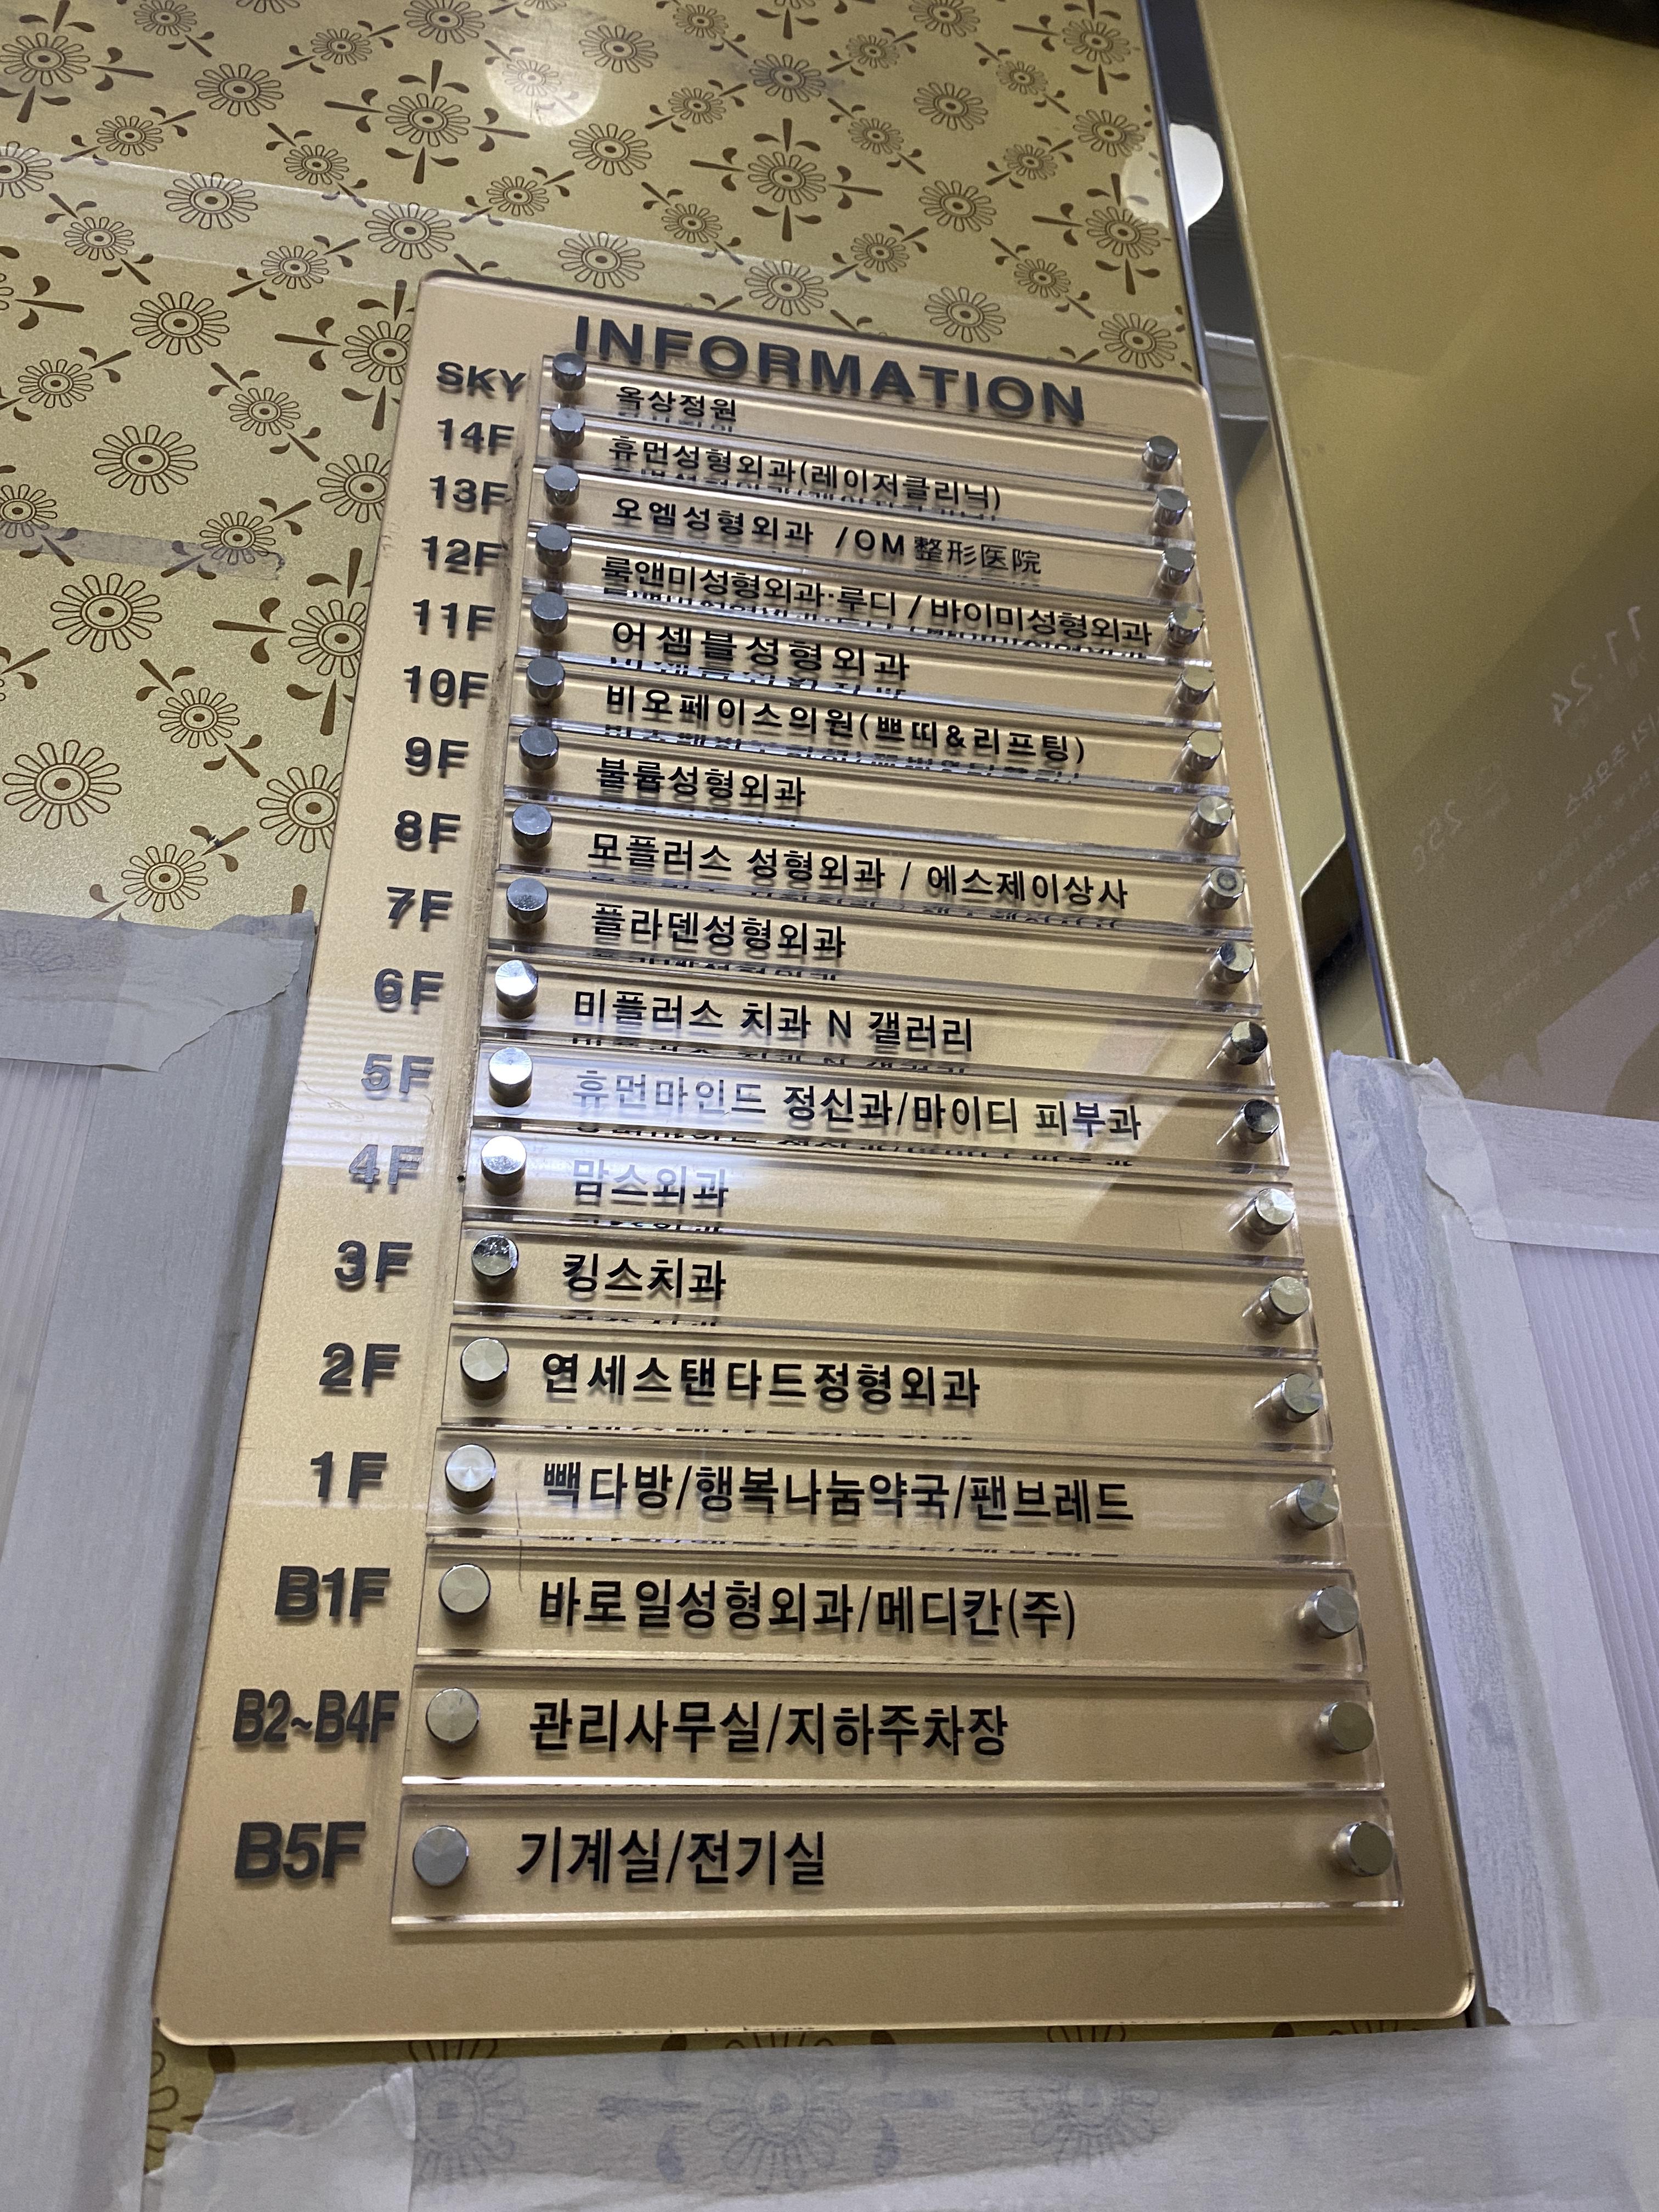 INFORMATION
SKY 옥상정원
14F 휴먼성형외과(레이저클리닉)
13F 오엠성형외과 /OM整形医院
12F 룩앤미성형외과·루디 / 바이미성형외과
11F 어셈블성형외과
10F 비오페이스의원(쁘띠&리프팅)
9F 볼륨성형외과
8F 모플러스 성형외과 / 에스제이상사
7F 플라덴성형외과
6F 미플러스 치과 N 갤러리
5F 휴먼마인드 정신과/마이디 피부과
4F 맘스외과
3F 킹스치과
2F 연세스탠타드정형외과
1F 빽다방/행복나눔약국/팬브레드
B1F 바로일성형외과/메디칸(주)
B2~B4F 관리사무실/지하주차장
B5F 기계실/전기실
11:24
25℃
주요뉴스